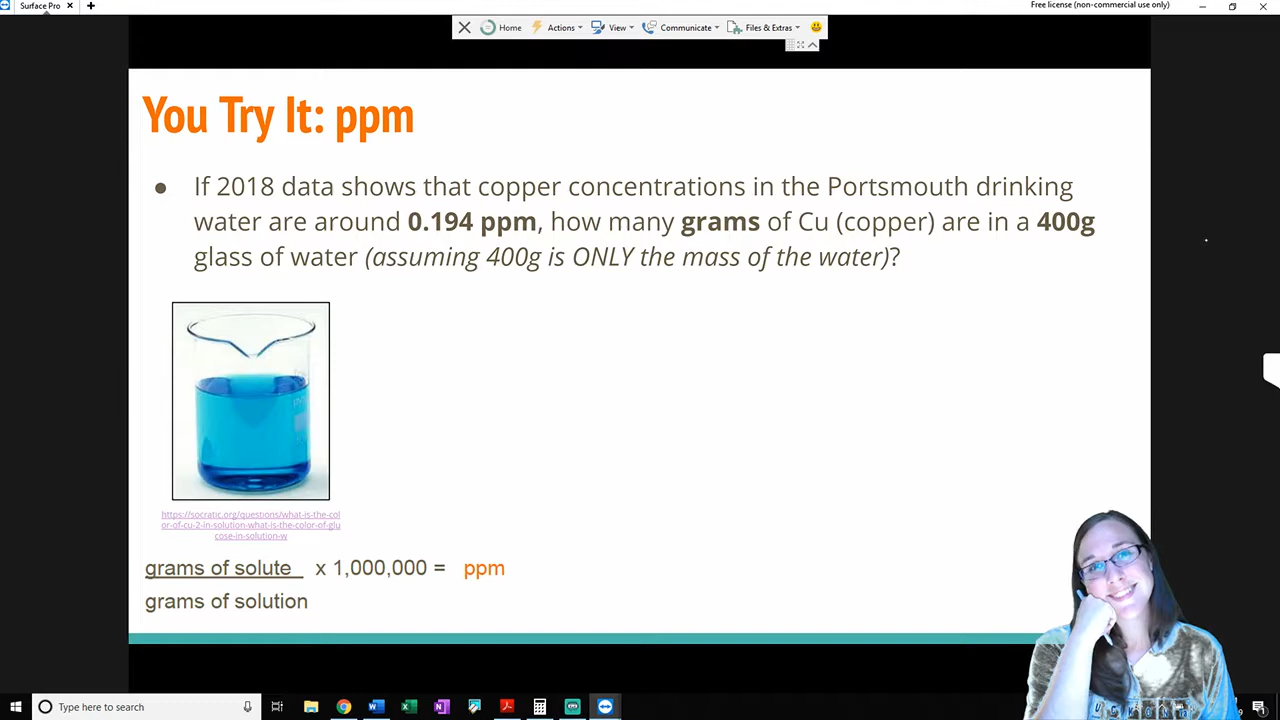 Surface Pro
Free license (non-commercial use only)
Home
Actions
View
Communicate
Files & Extras
You Try It: ppm
● If 2018 data shows that copper concentrations in the Portsmouth drinking
water are around 0.194 ppm, how many grams of Cu (copper) are in a 400g
glass of water (assuming 400g is ONLY the mass of the water)?
https://socratic.org/questions/what-is-the-col
or-of-cu-2-in-solution-what-is-the-color-of-glu
cose-in-solution-w
grams of solute x 1,000,000 = ppm
grams of solution
Type here to search